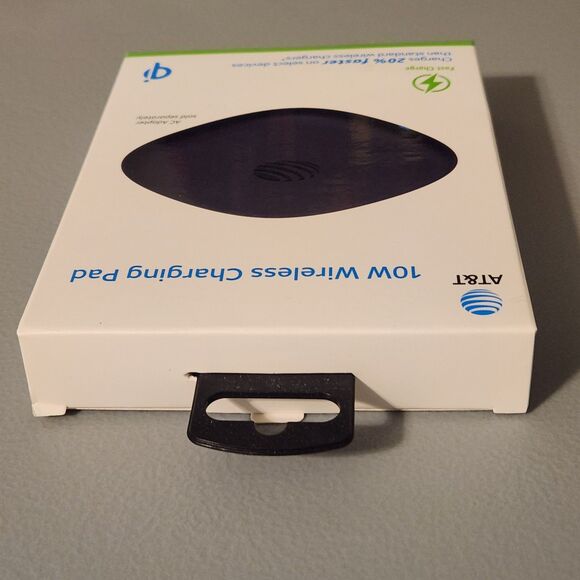 AT&T
10W Wireless Charging Pad
AC Adapter
sold separately
Fast Charge
Charges 20% faster on select devices
than standard wireless chargers*
qi